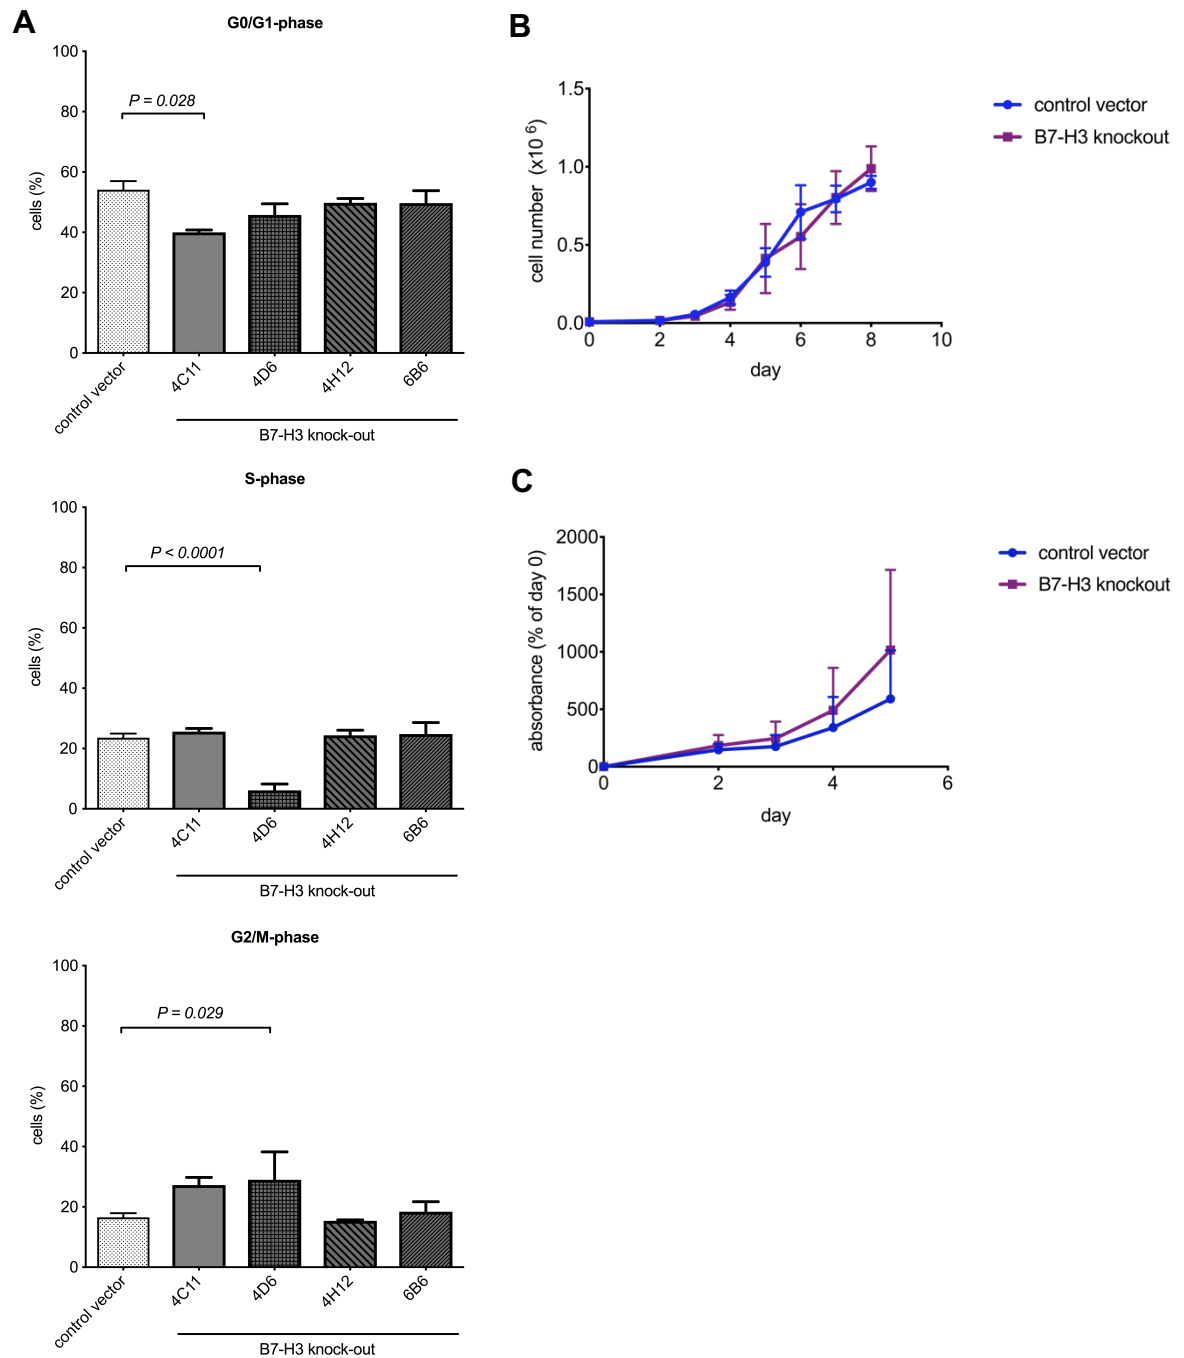 A
G0/G1-phase
100
80
60
40
20
0
cells (%)
P = 0.028
control vector
4C11
4D6
4H12
6B6
B7-H3 knock-out
S-phase
100
80
60
40
20
0
cells (%)
P < 0.0001
control vector
4C11
4D6
4H12
6B6
B7-H3 knock-out
G2/M-phase
100
80
60
40
20
0
cells (%)
P = 0.029
control vector
4C11
4D6
4H12
6B6
B7-H3 knock-out
B
1.5
1.0
0.5
0.0
cell number (x10 6)
0 2 4 6 8 10
day
control vector
B7-H3 knockout
C
2000
1500
1000
500
0
absorbance (% of day 0)
0 2 4 6
day
control vector
B7-H3 knockout